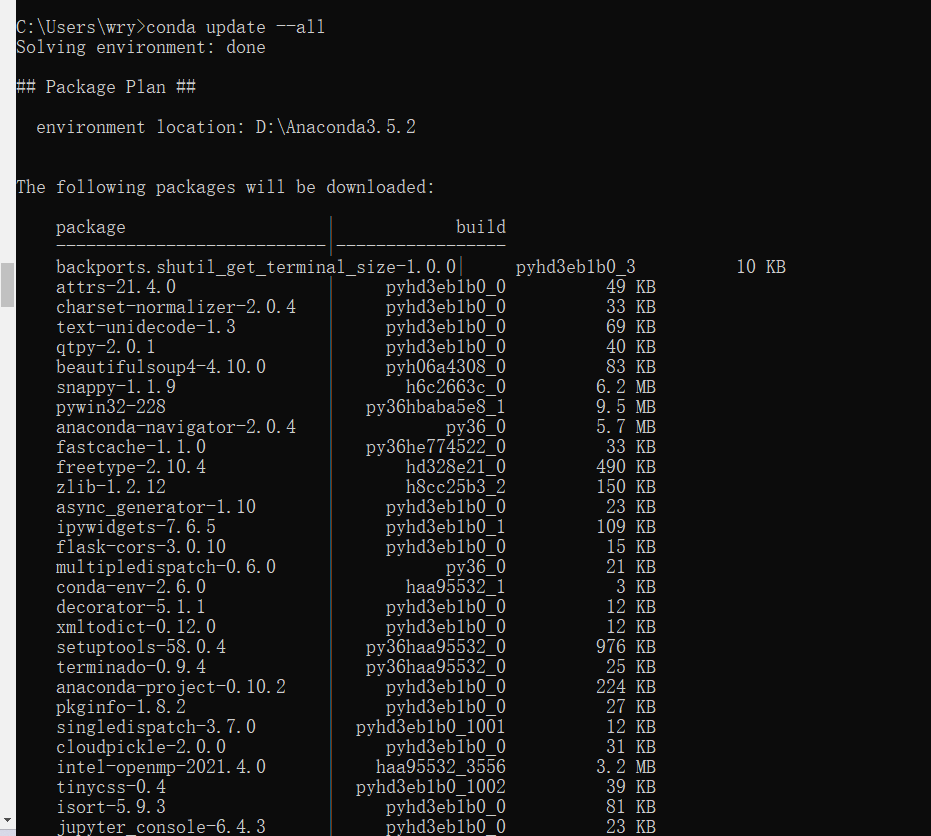 C:\Users\wry>conda update --all
Solving environment: done
## Package Plan ##
environment location: D:\Anaconda3.5.2
The following packages will be downloaded:
package | build
---------------------------|-----------------
backports.shutil_get_terminal_size-1.0.0| pyhd3eb1b0_3 10 KB
attrs-21.4.0 | pyhd3eb1b0_0 49 KB
charset-normalizer-2.0.4 | pyhd3eb1b0_0 33 KB
text-unidecode-1.3 | pyhd3eb1b0_0 69 KB
qtpy-2.0.1 | pyhd3eb1b0_0 40 KB
beautifulsoup4-4.10.0 | pyh06a4308_0 83 KB
snappy-1.1.9 | h6c2663c_0 6.2 MB
pywin32-228 | py36hbaba5e8_1 9.5 MB
anaconda-navigator-2.0.4 | py36_0 5.7 MB
fastcache-1.1.0 | py36he774522_0 33 KB
freetype-2.10.4 | hd328e21_0 490 KB
zlib-1.2.12 | h8cc25b3_2 150 KB
async_generator-1.10 | pyhd3eb1b0_0 23 KB
ipywidgets-7.6.5 | pyhd3eb1b0_1 109 KB
flask-cors-3.0.10 | pyhd3eb1b0_0 15 KB
multipledispatch-0.6.0 | py36_0 21 KB
conda-env-2.6.0 | haa95532_1 3 KB
decorator-5.1.1 | pyhd3eb1b0_0 12 KB
xmltodict-0.12.0 | pyhd3eb1b0_0 12 KB
setuptools-58.0.4 | py36haa95532_0 976 KB
terminado-0.9.4 | py36haa95532_0 25 KB
anaconda-project-0.10.2 | pyhd3eb1b0_0 224 KB
pkginfo-1.8.2 | pyhd3eb1b0_0 27 KB
singledispatch-3.7.0 | pyhd3eb1b0_1001 12 KB
cloudpickle-2.0.0 | pyhd3eb1b0_0 31 KB
intel-openmp-2021.4.0 | haa95532_3556 3.2 MB
tinycss-0.4 | pyhd3eb1b0_1002 39 KB
isort-5.9.3 | pyhd3eb1b0_0 81 KB
jupyter_console-6.4.3 | pyhd3eb1b0_0 23 KB